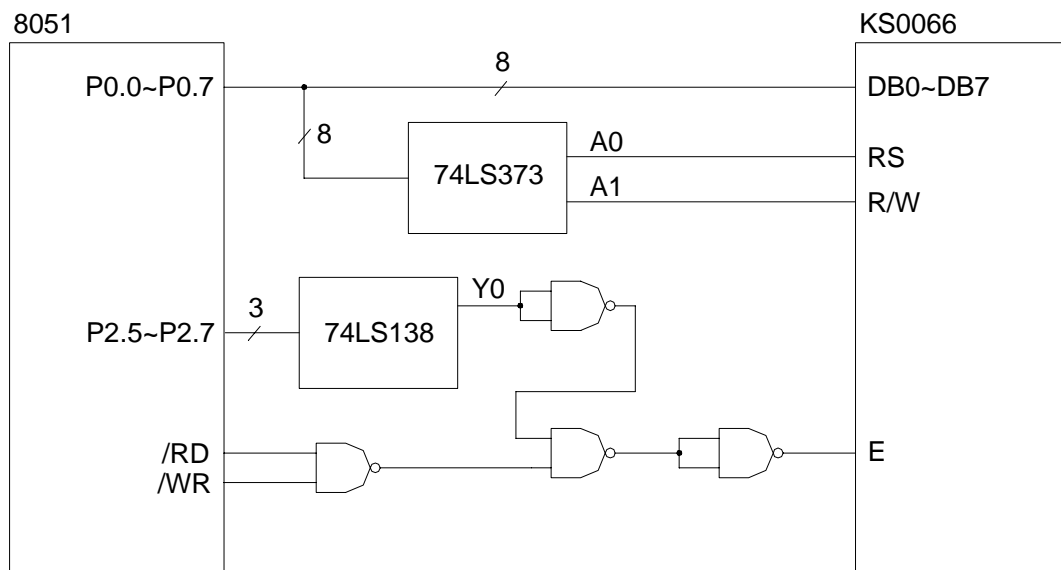 8051
KS0066
P0.0~P0.7
8
DB0~DB7
8
74LS373
A0
RS
A1
R/W
P2.5~P2.7
3
74LS138
Y0
/RD
/WR
E